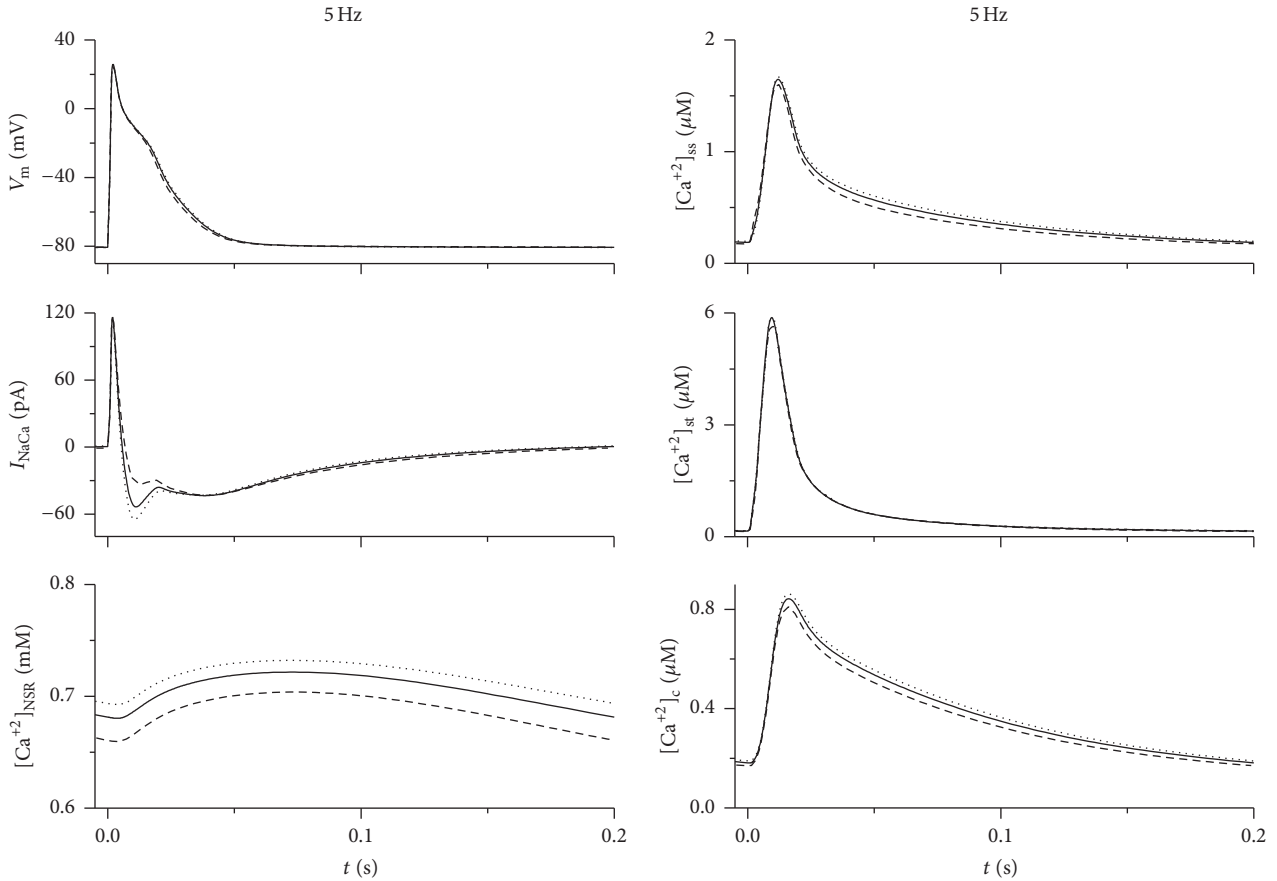 5 Hz
40
0
−40
−80
V_m (mV)
120
60
0
−60
I_NaCa (pA)
0.8
0.7
0.6
[Ca⁺²]_NSR (mM)
0.0
0.1
0.2
t (s)
5 Hz
2
1
0
[Ca⁺²]_ss (μM)
6
3
0
[Ca⁺²]_st (μM)
0.8
0.4
0.0
[Ca⁺²]_c (μM)
0.0
0.1
0.2
t (s)